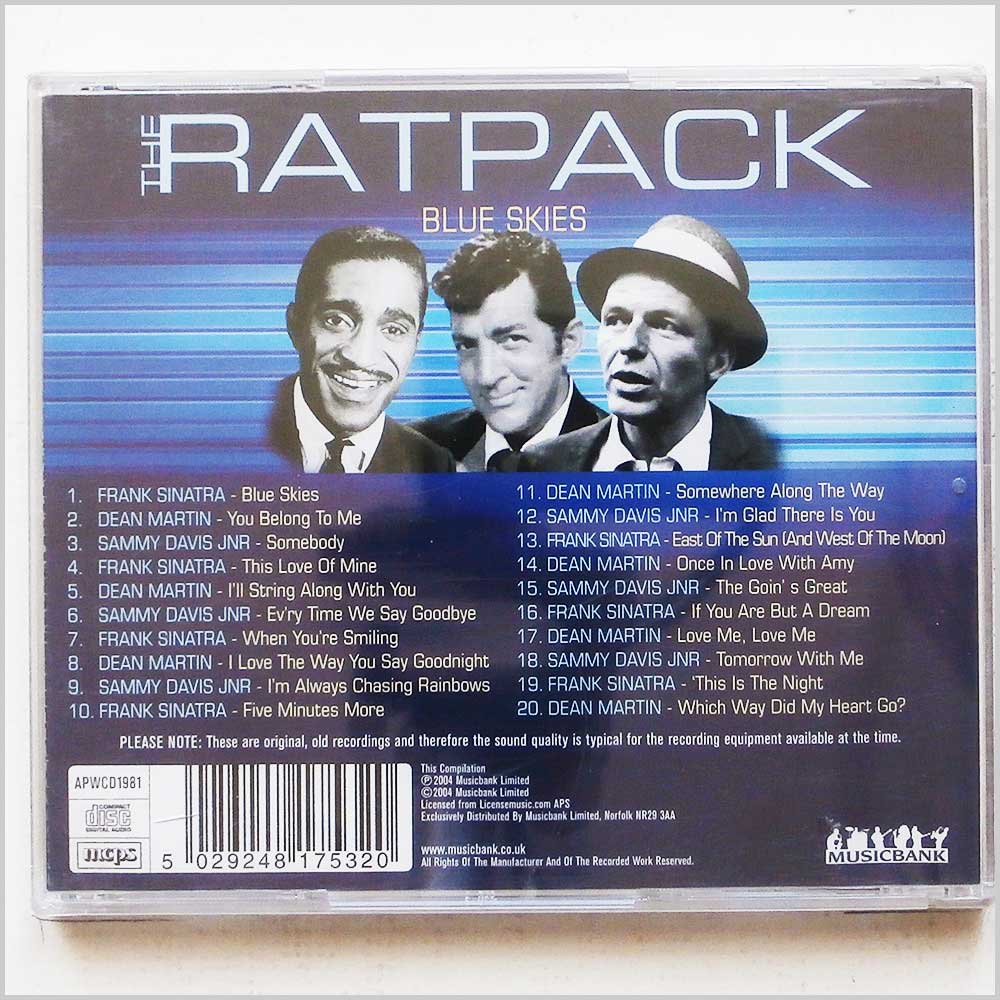 THE RATPACK
BLUE SKIES
1. FRANK SINATRA - Blue Skies
2. DEAN MARTIN - You Belong To Me
3. SAMMY DAVIS JNR - Somebody
4. FRANK SINATRA - This Love Of Mine
5. DEAN MARTIN - I'll String Along With You
6. SAMMY DAVIS JNR - Ev'ry Time We Say Goodbye
7. FRANK SINATRA - When You're Smiling
8. DEAN MARTIN - I Love The Way You Say Goodnight
9. SAMMY DAVIS JNR - I'm Always Chasing Rainbows
10. FRANK SINATRA - Five Minutes More
11. DEAN MARTIN - Somewhere Along The Way
12. SAMMY DAVIS JNR - I'm Glad There Is You
13. FRANK SINATRA - East Of The Sun (And West Of The Moon)
14. DEAN MARTIN - Once In Love With Amy
15. SAMMY DAVIS JNR - The Goin' s Great
16. FRANK SINATRA - If You Are But A Dream
17. DEAN MARTIN - Love Me, Love Me
18. SAMMY DAVIS JNR - Tomorrow With Me
19. FRANK SINATRA - 'This Is The Night
20. DEAN MARTIN - Which Way Did My Heart Go?
PLEASE NOTE: These are original, old recordings and therefore the sound quality is typical for the recording equipment available at the time.
APWCD1981
COMPACT
disc
DIGITAL AUDIO
mcps
5 029248 175320
This Compilation
℗2004 Musicbank Limited
©2004 Musicbank Limited
Licensed from Licensemusic.com APS
Exclusively Distributed By Musicbank Limited, Norfolk NR29 3AA
www.musicbank.co.uk
All Rights Of The Manufacturer And Of The Recorded Work Reserved.
MUSICBANK